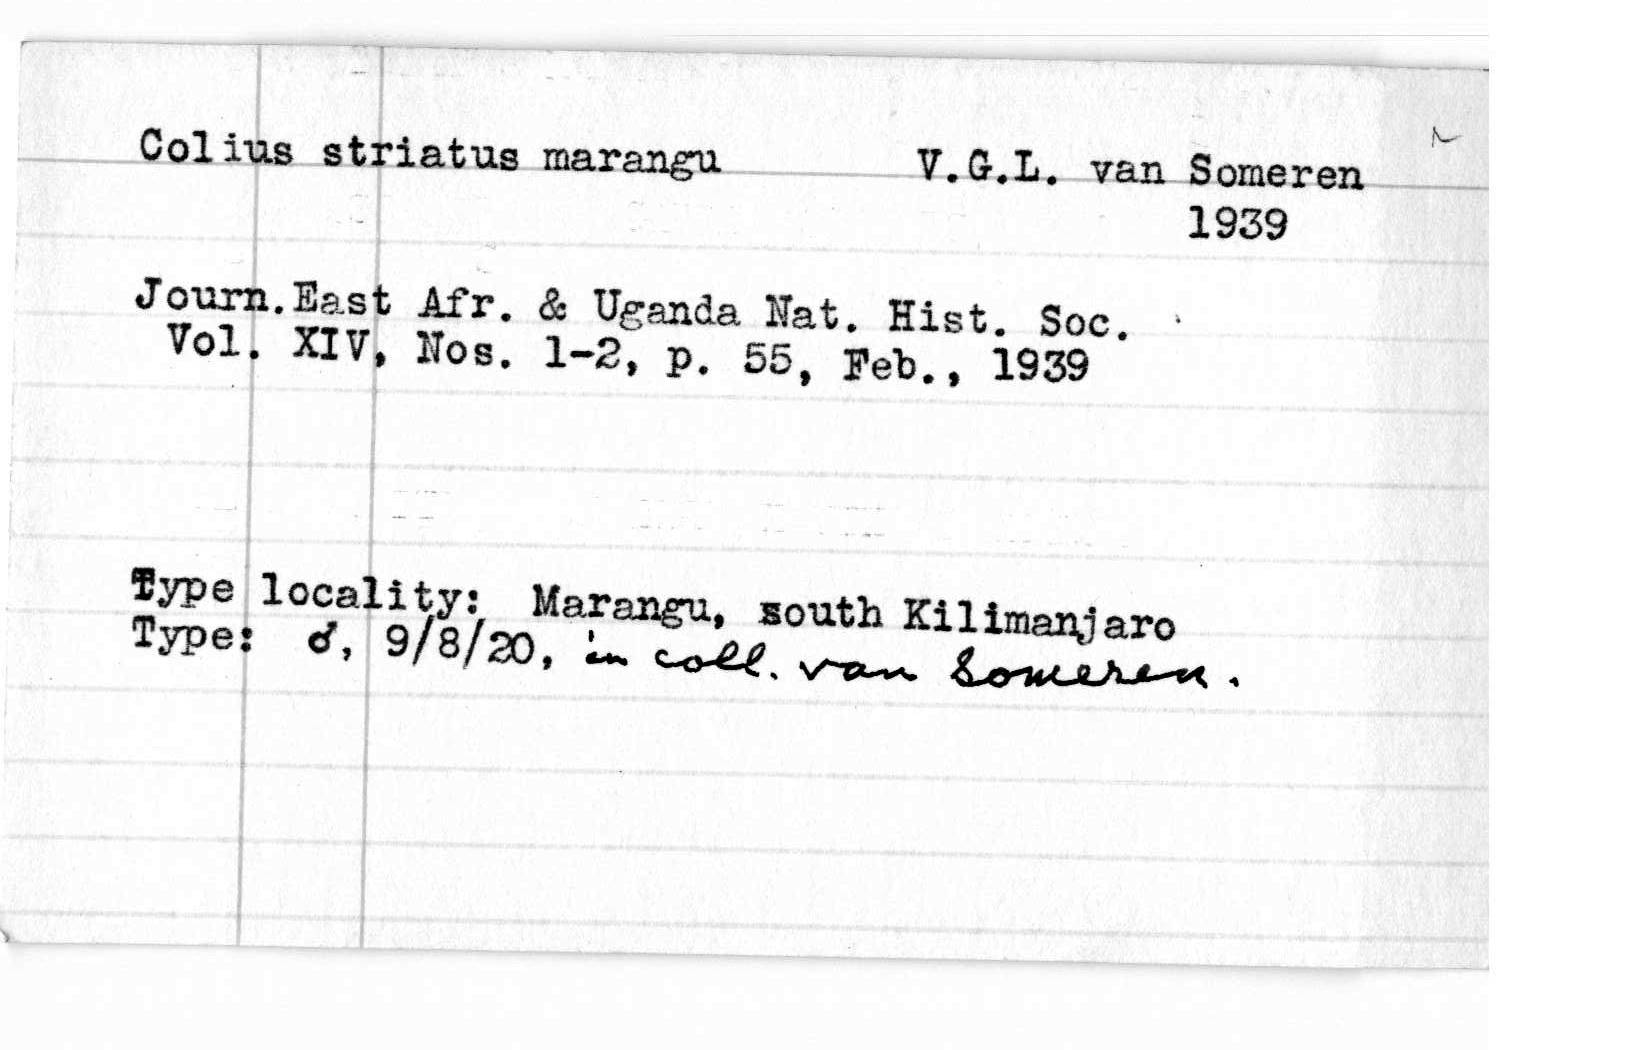 Colius striatus marangu V.G.L. van Someren
1939
Journ.East Afr. & Uganda Nat. Hist. Soc.
Vol. XIV, Nos. 1-2, p. 55, Feb., 1939
Type locality: Marangu, south Kilimanjaro
Type: ♂, 9/8/20, in coll. van Someren.